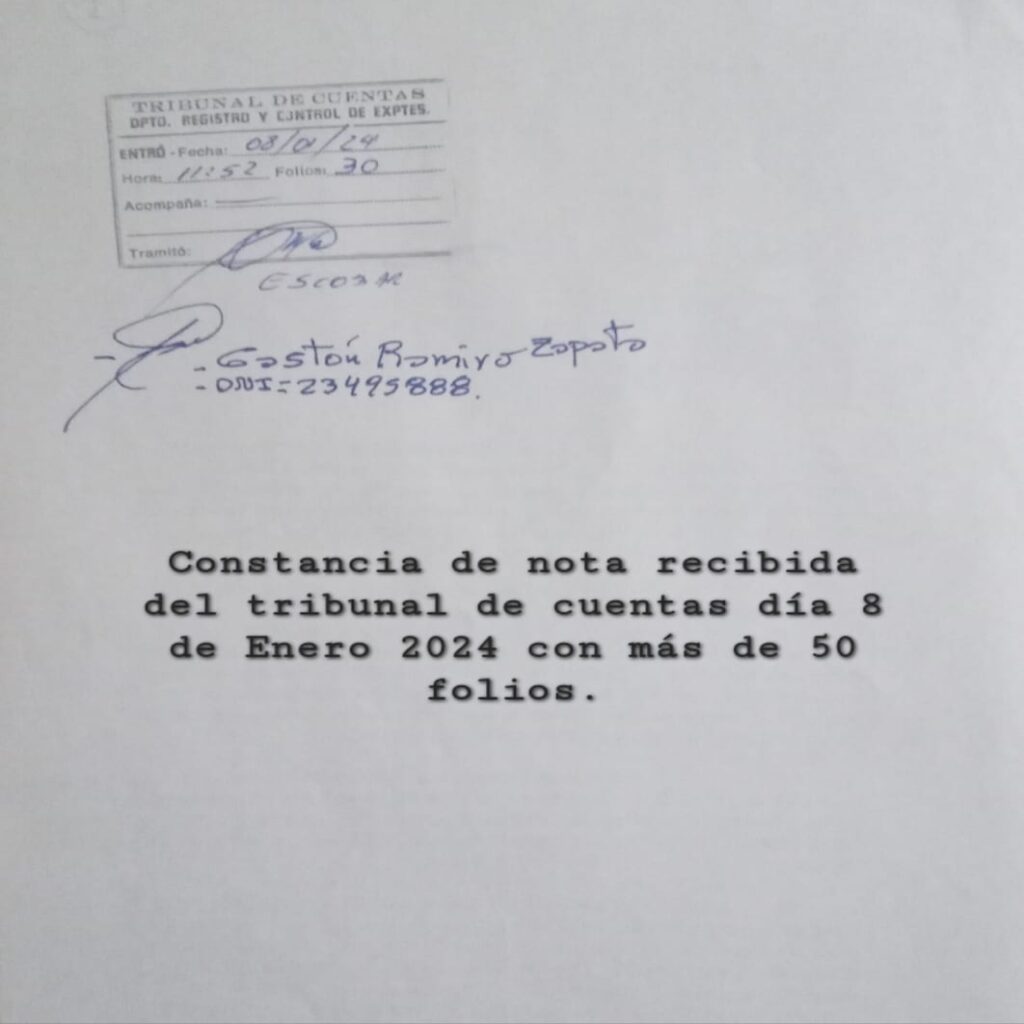 TRIBUNAL DE CUENTAS
DPTO. REGISTRO Y CONTROL DE EXPTES.
ENTRÓ - Fecha: 08/01/24
Hora: 11:52 Folios: 30
Acompaña:
Tramitó:
ESCOBAR
- Gastón Ramiro Zapata
- DNI = 23495888.
Constancia de nota recibida
del tribunal de cuentas día 8
de Enero 2024 con más de 50
folios.